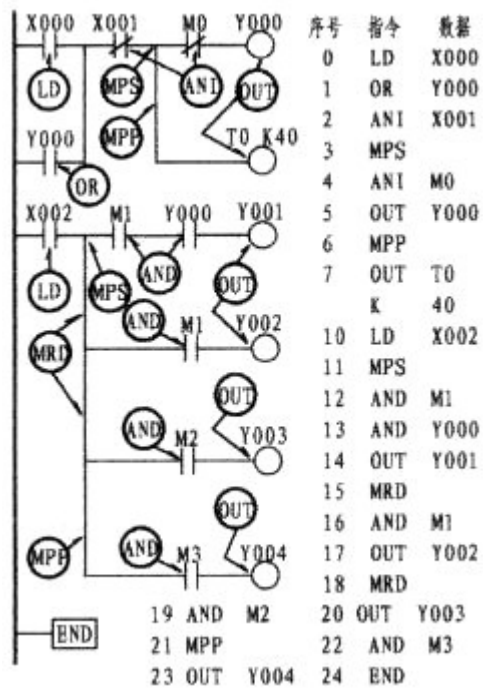 X000 X001 M0 Y000
LD MPS ANI OUT
MPP T0 K40
Y000
OR
X002 M1 Y000 Y001
LD MPS AND OUT
AND M1 Y002
MRD
OUT
AND M2 Y003
OUT
MPP AND M3 Y004
END
序号 指令 数据
0 LD X000
1 OR Y000
2 ANI X001
3 MPS
4 ANI M0
5 OUT Y000
6 MPP
7 OUT T0
K 40
10 LD X002
11 MPS
12 AND M1
13 AND Y000
14 OUT Y001
15 MRD
16 AND M1
17 OUT Y002
18 MRD
19 AND M2 20 OUT Y003
21 MPP 22 AND M3
23 OUT Y004 24 END